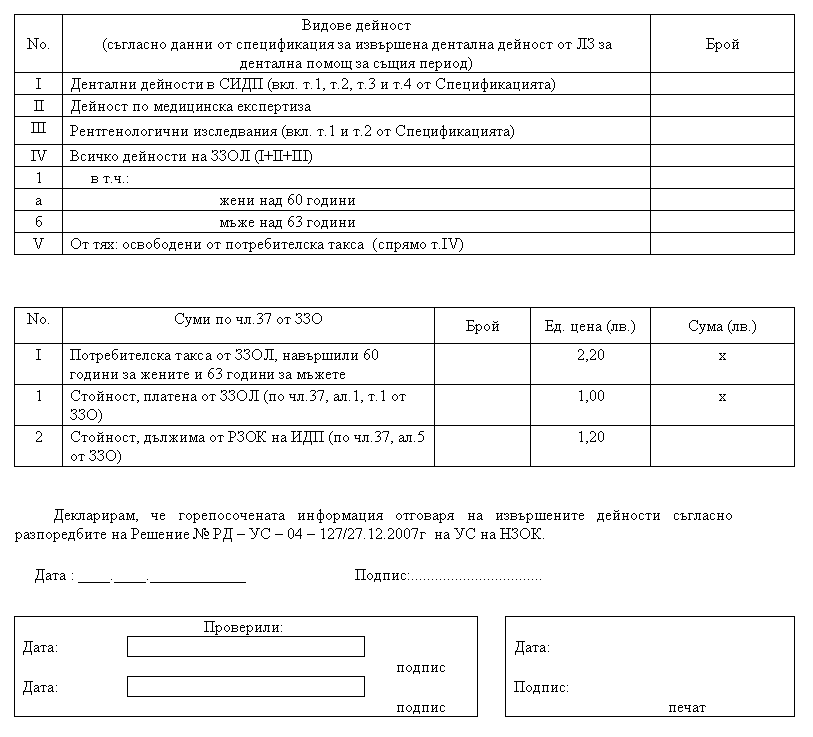 No.
Видове дейност
(съгласно данни от спецификация за извършена дентална дейност от ЛЗ за
дентална помощ за същия период)
Брой
I Дентални дейности в СИДП (вкл. т.1, т.2, т.3 и т.4 от Спецификацията)
II Дейност по медицинска експертиза
III Рентгенологични изследвания (вкл. т.1 и т.2 от Спецификацията)
IV Всичко дейности на ЗЗОЛ (I+II+III)
1 в т.ч.:
а жени над 60 години
б мъже над 63 години
V От тях: освободени от потребителска такса (спрямо т.IV)
No. Суми по чл.37 от ЗЗО Брой Ед. цена (лв.) Сума (лв.)
I Потребителска такса от ЗЗОЛ, навършили 60 2,20 х
години за жените и 63 години за мъжете
1 Стойност, платена от ЗЗОЛ (по чл.37, ал.1, т.1 от 1,00 х
ЗЗО)
2 Стойност, дължима от РЗОК на ИДП (по чл.37, ал.5 1,20
от ЗЗО)
Декларирам, че горепосочената информация отговаря на извършените дейности съгласно
разпоредбите на Решение № РД – УС – 04 – 127/27.12.2007г на УС на НЗОК.
Дата : ____.____.____________ Подпис:.................................
Проверили:
Дата:
подпис
Дата:
подпис
Дата:
Подпис:
печат